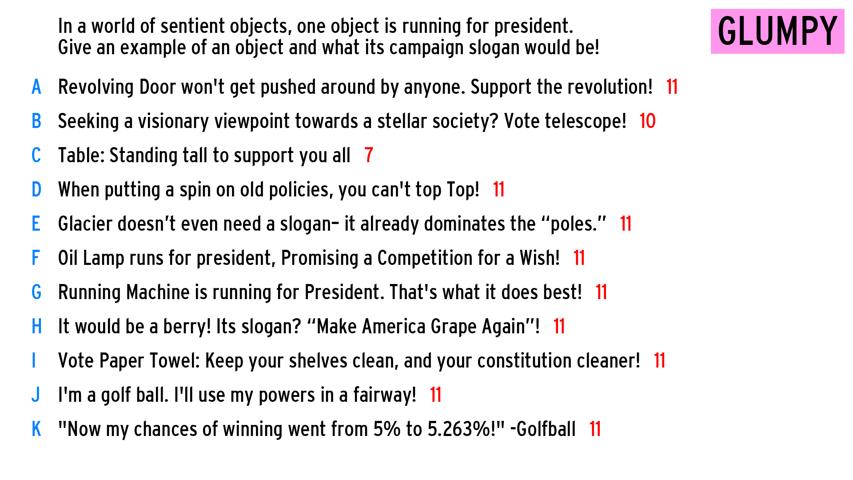 In a world of sentient objects, one object is running for president.
Give an example of an object and what its campaign slogan would be!
GLUMPY
A Revolving Door won't get pushed around by anyone. Support the revolution! 11
B Seeking a visionary viewpoint towards a stellar society? Vote telescope! 10
C Table: Standing tall to support you all 7
D When putting a spin on old policies, you can't top Top! 11
E Glacier doesn’t even need a slogan– it already dominates the “poles.” 11
F Oil Lamp runs for president, Promising a Competition for a Wish! 11
G Running Machine is running for President. That's what it does best! 11
H It would be a berry! Its slogan? “Make America Grape Again”! 11
I Vote Paper Towel: Keep your shelves clean, and your constitution cleaner! 11
J I'm a golf ball. I'll use my powers in a fairway! 11
K "Now my chances of winning went from 5% to 5.263%!" -Golfball 11